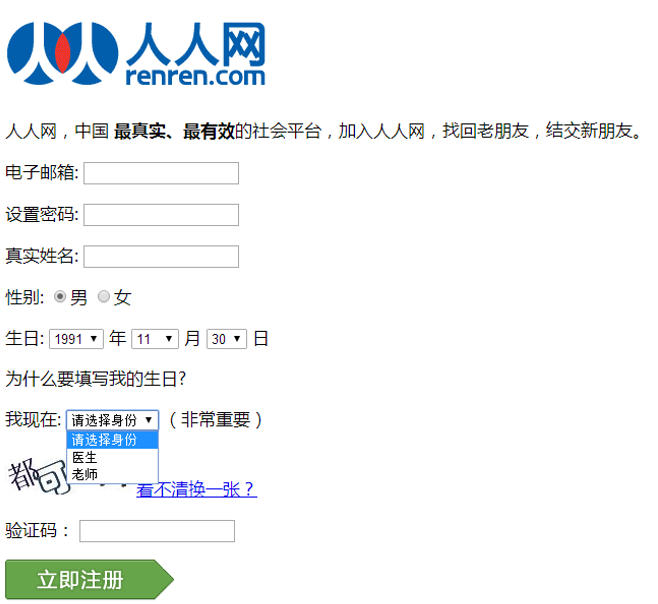 人人网
renren.com
人人网，中国 最真实、最有效的社会平台，加入人人网，找回老朋友，结交新朋友。
电子邮箱:
设置密码:
真实姓名:
性别: 男 女
生日: 1991 年 11 月 30 日
为什么要填写我的生日?
我现在: 请选择身份 （非常重要）
请选择身份
医生
老师
都可
看不清换一张？
验证码：
立即注册